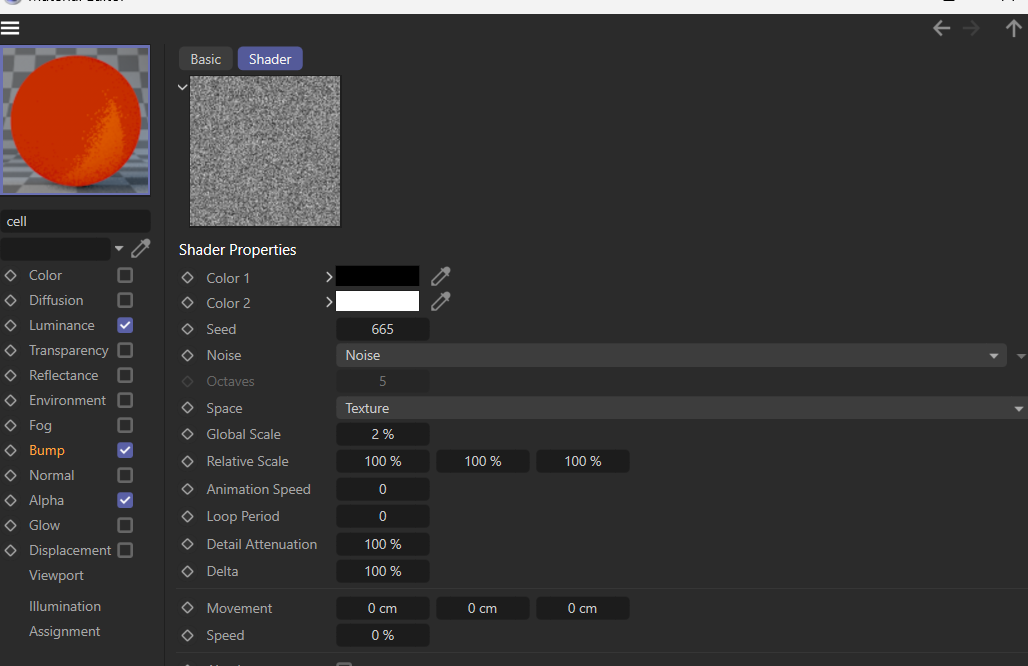 Material Editor
Basic Shader
cell
Shader Properties
Color
Diffusion
Luminance
Transparency
Reflectance
Environment
Fog
Bump
Normal
Alpha
Glow
Displacement
Viewport
Illumination
Assignment
Color 1
Color 2
Seed 665
Noise Noise
Octaves 5
Space Texture
Global Scale 2 %
Relative Scale 100 % 100 % 100 %
Animation Speed 0
Loop Period 0
Detail Attenuation 100 %
Delta 100 %
Movement 0 cm 0 cm 0 cm
Speed 0 %